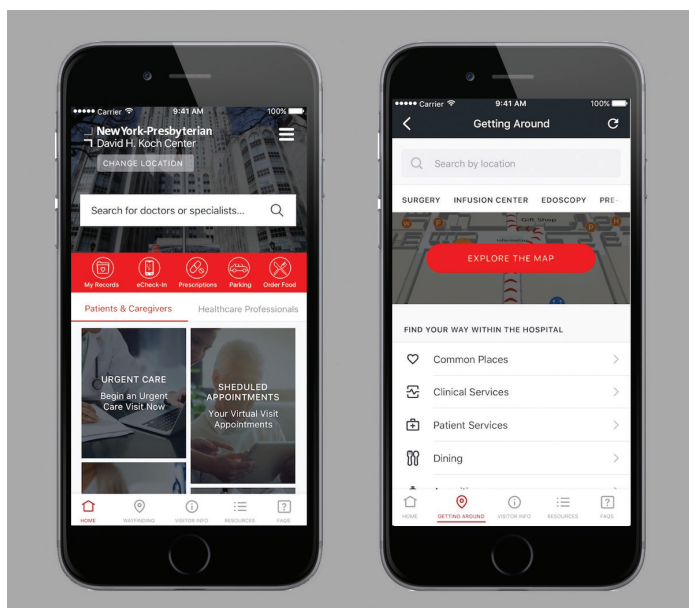 Carrier 9:41 AM 100%
NewYork-Presbyterian
David H. Koch Center
CHANGE LOCATION
Search for doctors or specialists...
My Records eCheck-In Prescriptions Parking Order Food
Patients & Caregivers Healthcare Professionals
URGENT CARE
Begin an Urgent
Care Visit Now
SHEDULED
APPOINTMENTS
Your Virtual Visit
Appointments
HOME WAYFINDING VISITOR INFO RESOURCES FAQS
Carrier 9:41 AM 100%
Getting Around
Search by location
SURGERY INFUSION CENTER EDOSCOPY PRE-
Gift Shop
EXPLORE THE MAP
FIND YOUR WAY WITHIN THE HOSPITAL
Common Places
Clinical Services
Patient Services
Dining
HOME GETTING AROUND VISITOR INFO RESOURCES FAQS